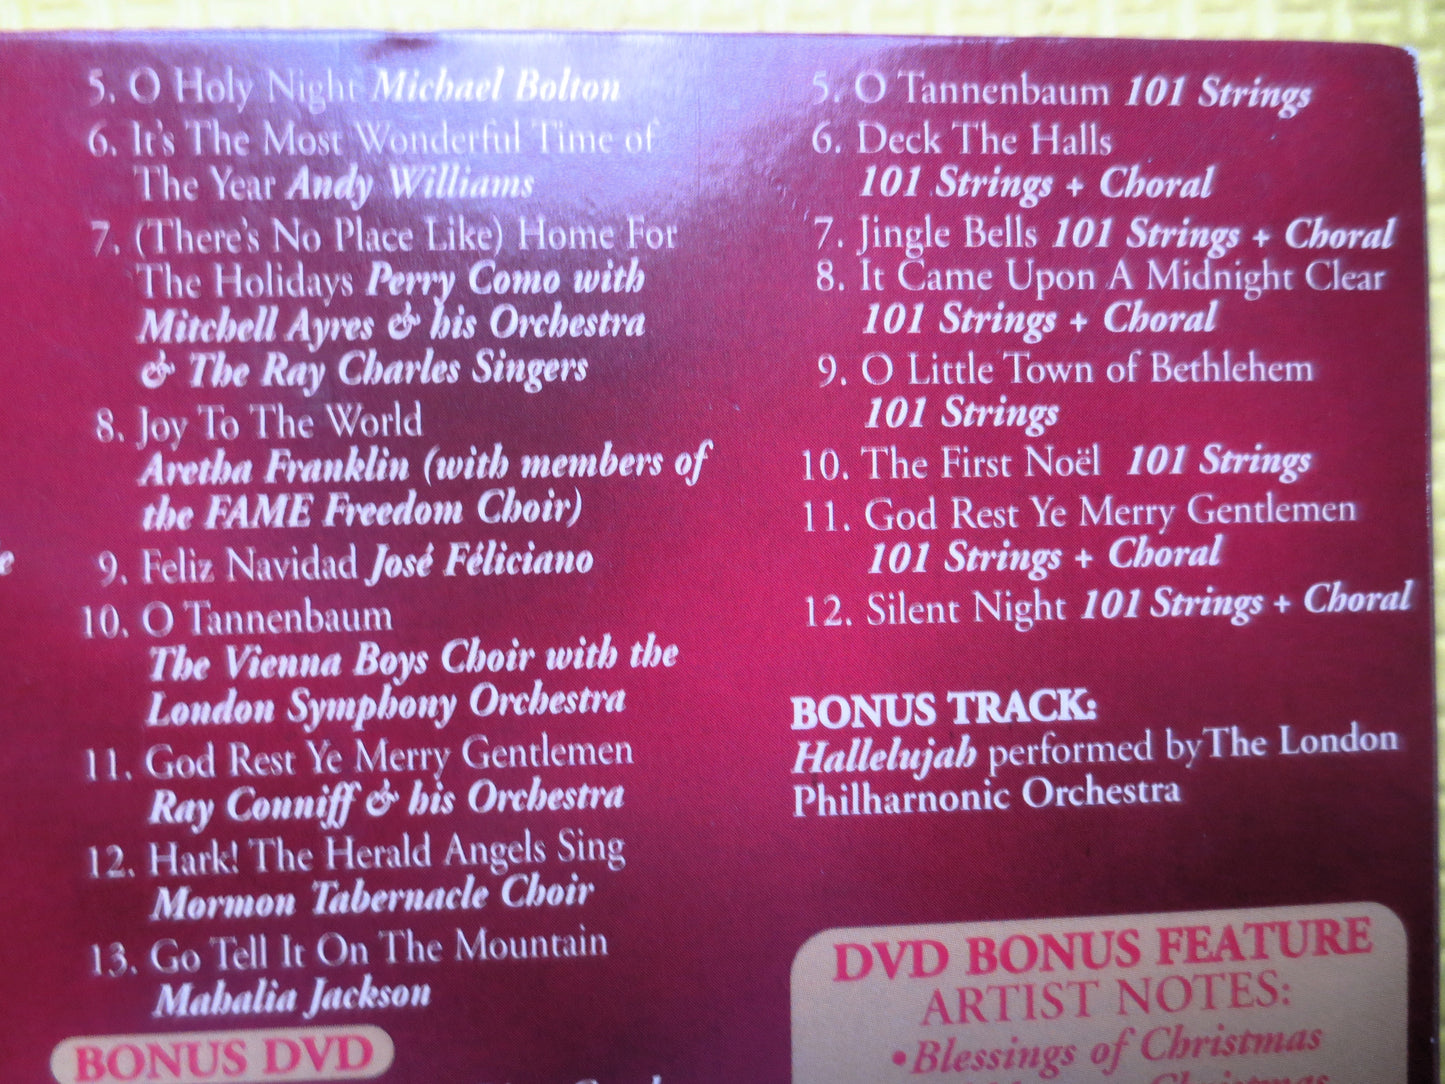 5. O Holy Night Michael Bolton
6. It's The Most Wonderful Time of
The Year Andy Williams
7. (There's No Place Like) Home For
The Holidays Perry Como with
Mitchell Ayres & his Orchestra
& The Ray Charles Singers
8. Joy To The World
Aretha Franklin (with members of
the FAME Freedom Choir)
9. Feliz Navidad José Féliciano
10. O Tannenbaum
The Vienna Boys Choir with the
London Symphony Orchestra
11. God Rest Ye Merry Gentlemen
Ray Conniff & his Orchestra
12. Hark! The Herald Angels Sing
Mormon Tabernacle Choir
13. Go Tell It On The Mountain
Mahalia Jackson
BONUS DVD
5. O Tannenbaum 101 Strings
6. Deck The Halls
101 Strings + Choral
7. Jingle Bells 101 Strings + Choral
8. It Came Upon A Midnight Clear
101 Strings + Choral
9. O Little Town of Bethlehem
101 Strings
10. The First Noël 101 Strings
11. God Rest Ye Merry Gentlemen
101 Strings + Choral
12. Silent Night 101 Strings + Choral
BONUS TRACK:
Hallelujah performed by The London
Philharnonic Orchestra
DVD BONUS FEATURE
ARTIST NOTES:
•Blessings of Christmas